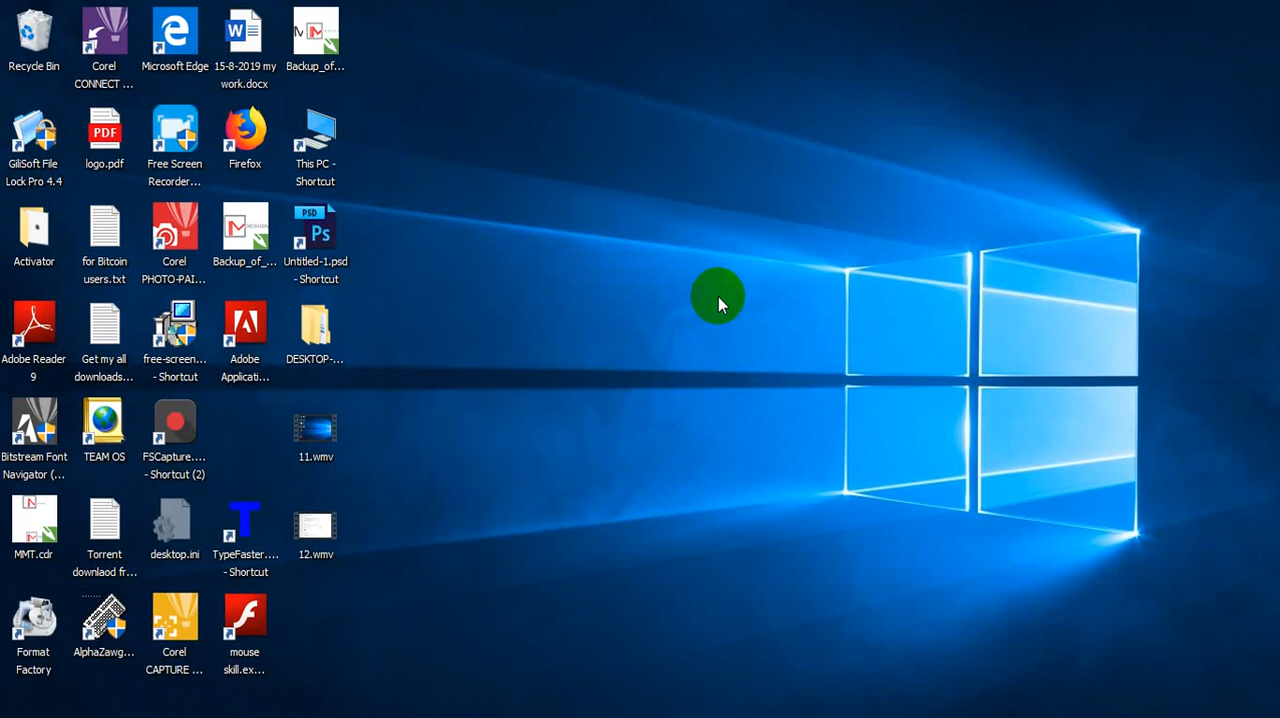 Recycle Bin
Corel
CONNECT ...
Microsoft Edge
15-8-2019 my
work.docx
Backup_of...
GiliSoft File
Lock Pro 4.4
PDF
logo.pdf
Free Screen
Recorder...
Firefox
This PC -
Shortcut
Activator
for Bitcoin
users.txt
Corel
PHOTO-PAI...
DESIGN
Backup_of_...
PSD
Ps
Untitled-1.psd
- Shortcut
Adobe Reader
9
Get my all
downloads...
free-screen...
- Shortcut
Adobe
Applicati...
DESKTOP-...
Bitstream Font
Navigator (...
TEAM OS
FSCapture....
- Shortcut (2)
11.wmv
MMT.cdr
Torrent
downlaod fr...
desktop.ini
T
TypeFaster....
- Shortcut
12.wmv
Format
Factory
AlphaZawg...
Corel
CAPTURE ...
mouse
skill.ex...